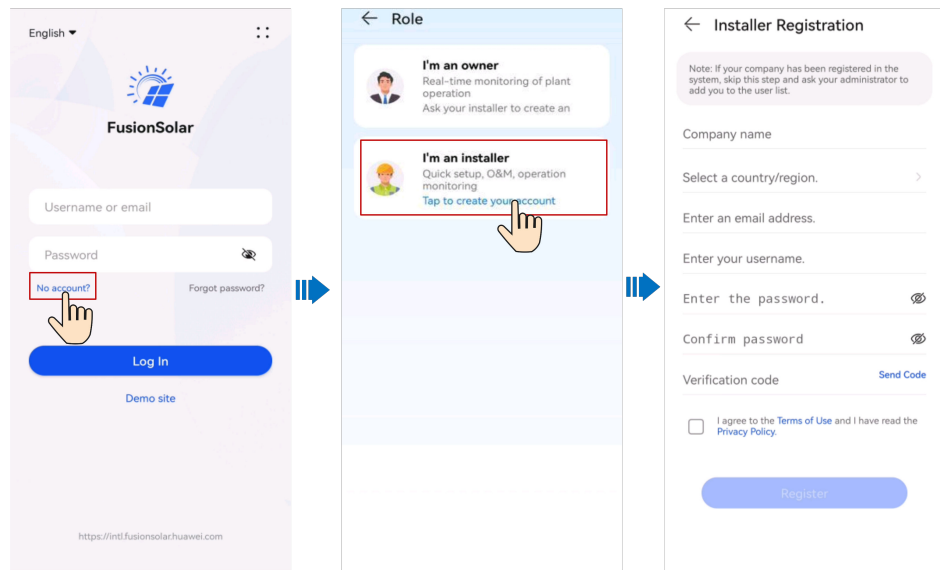 English
FusionSolar
Username or email
Password
No account?
Forgot password?
Log In
Demo site
https://intl.fusionsolar.huawei.com
Role
I'm an owner
Real-time monitoring of plant
operation
Ask your installer to create an
I'm an installer
Quick setup, O&M, operation
monitoring
Tap to create your account
Installer Registration
Note: If your company has been registered in the
system, skip this step and ask your administrator to
add you to the user list.
Company name
Select a country/region.
Enter an email address.
Enter your username.
Enter the password.
Confirm password
Verification code
Send Code
I agree to the Terms of Use and I have read the
Privacy Policy.
Register